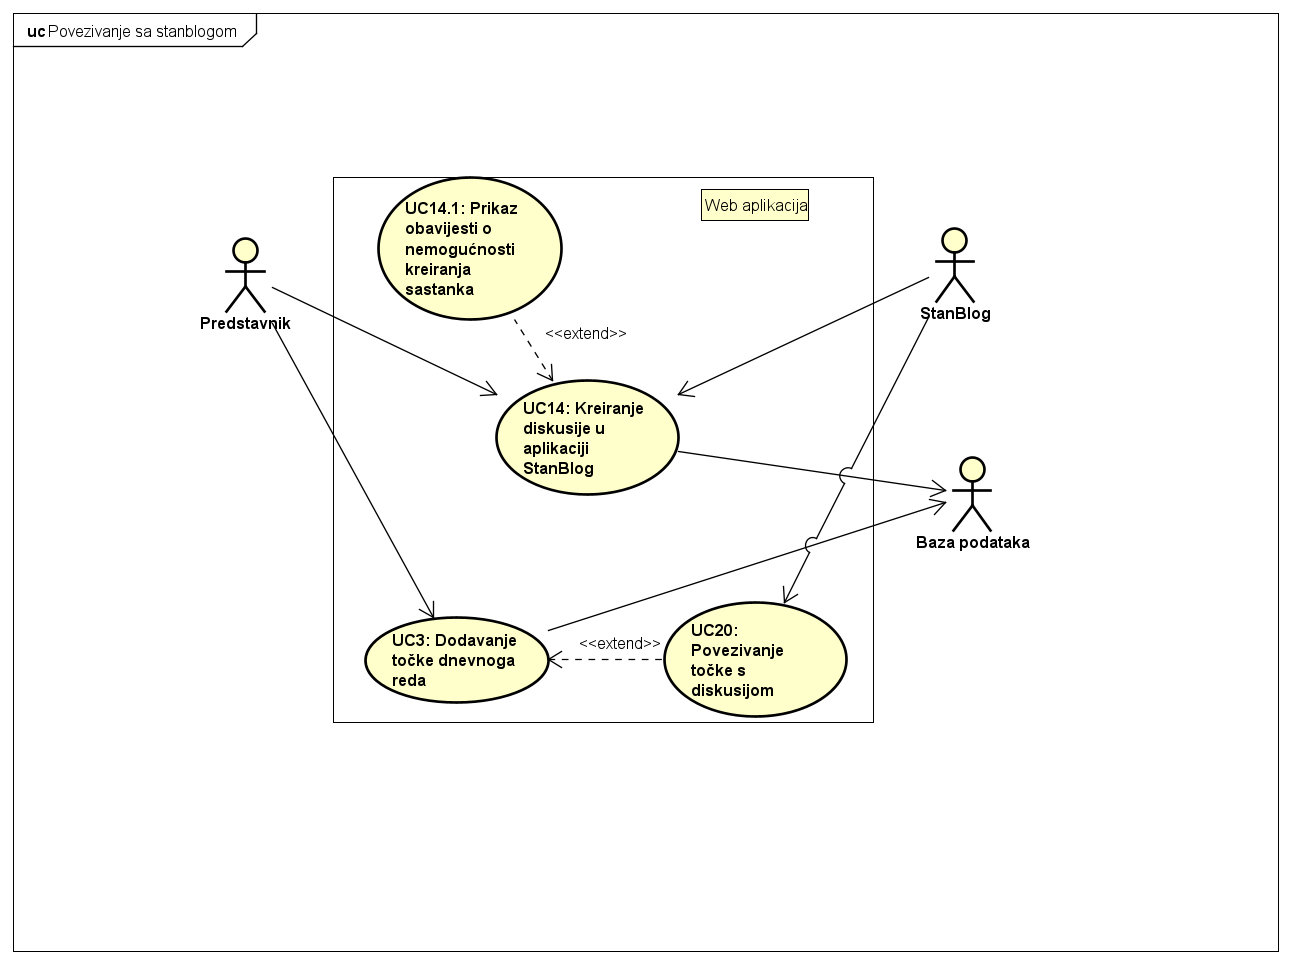 uc Povezivanje sa stanblogom
Web aplikacija
UC14.1: Prikaz
obavijesti o
nemogućnosti
kreiranja
sastanka
Predstavnik
StanBlog
<<extend>>
UC14: Kreiranje
diskusije u
aplikaciji
StanBlog
Baza podataka
UC3: Dodavanje
točke dnevnoga
reda
<<extend>>
UC20:
Povezivanje
točke s
diskusijom